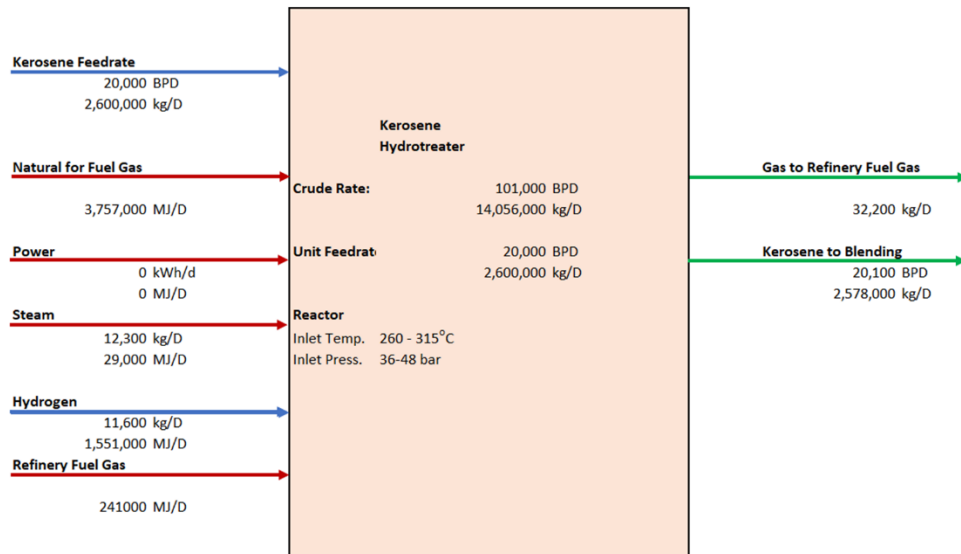 Kerosene Feedrate
20,000 BPD
2,600,000 kg/D
Natural for Fuel Gas
3,757,000 MJ/D
Power
0 kWh/d
0 MJ/D
Steam
12,300 kg/D
29,000 MJ/D
Hydrogen
11,600 kg/D
1,551,000 MJ/D
Refinery Fuel Gas
241000 MJ/D
Kerosene
Hydrotreater
Crude Rate: 101,000 BPD
14,056,000 kg/D
Unit Feedrat 20,000 BPD
2,600,000 kg/D
Reactor
Inlet Temp. 260 - 315°C
Inlet Press. 36-48 bar
Gas to Refinery Fuel Gas
32,200 kg/D
Kerosene to Blending
20,100 BPD
2,578,000 kg/D